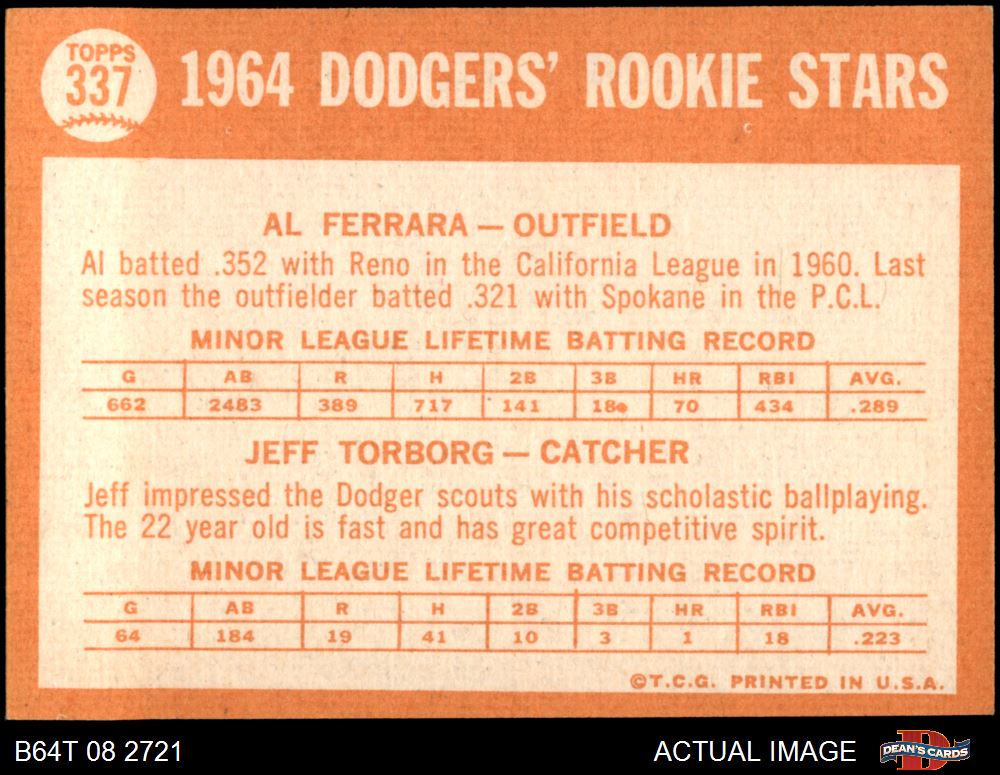 TOPPS
337
1964 DODGERS' ROOKIE STARS
AL FERRARA — OUTFIELD
Al batted .352 with Reno in the California League in 1960. Last
season the outfielder batted .321 with Spokane in the P.C.L.
MINOR LEAGUE LIFETIME BATTING RECORD
G AB R H 2B 3B HR RBI AVG.
662 2483 389 717 141 18 70 434 .289
JEFF TORBORG — CATCHER
Jeff impressed the Dodger scouts with his scholastic ballplaying.
The 22 year old is fast and has great competitive spirit.
MINOR LEAGUE LIFETIME BATTING RECORD
G AB R H 2B 3B HR RBI AVG.
64 184 19 41 10 3 1 18 .223
©T.C.G. PRINTED IN U.S.A.
B64T 08 2721 ACTUAL IMAGE
D
DEAN'S CARDS